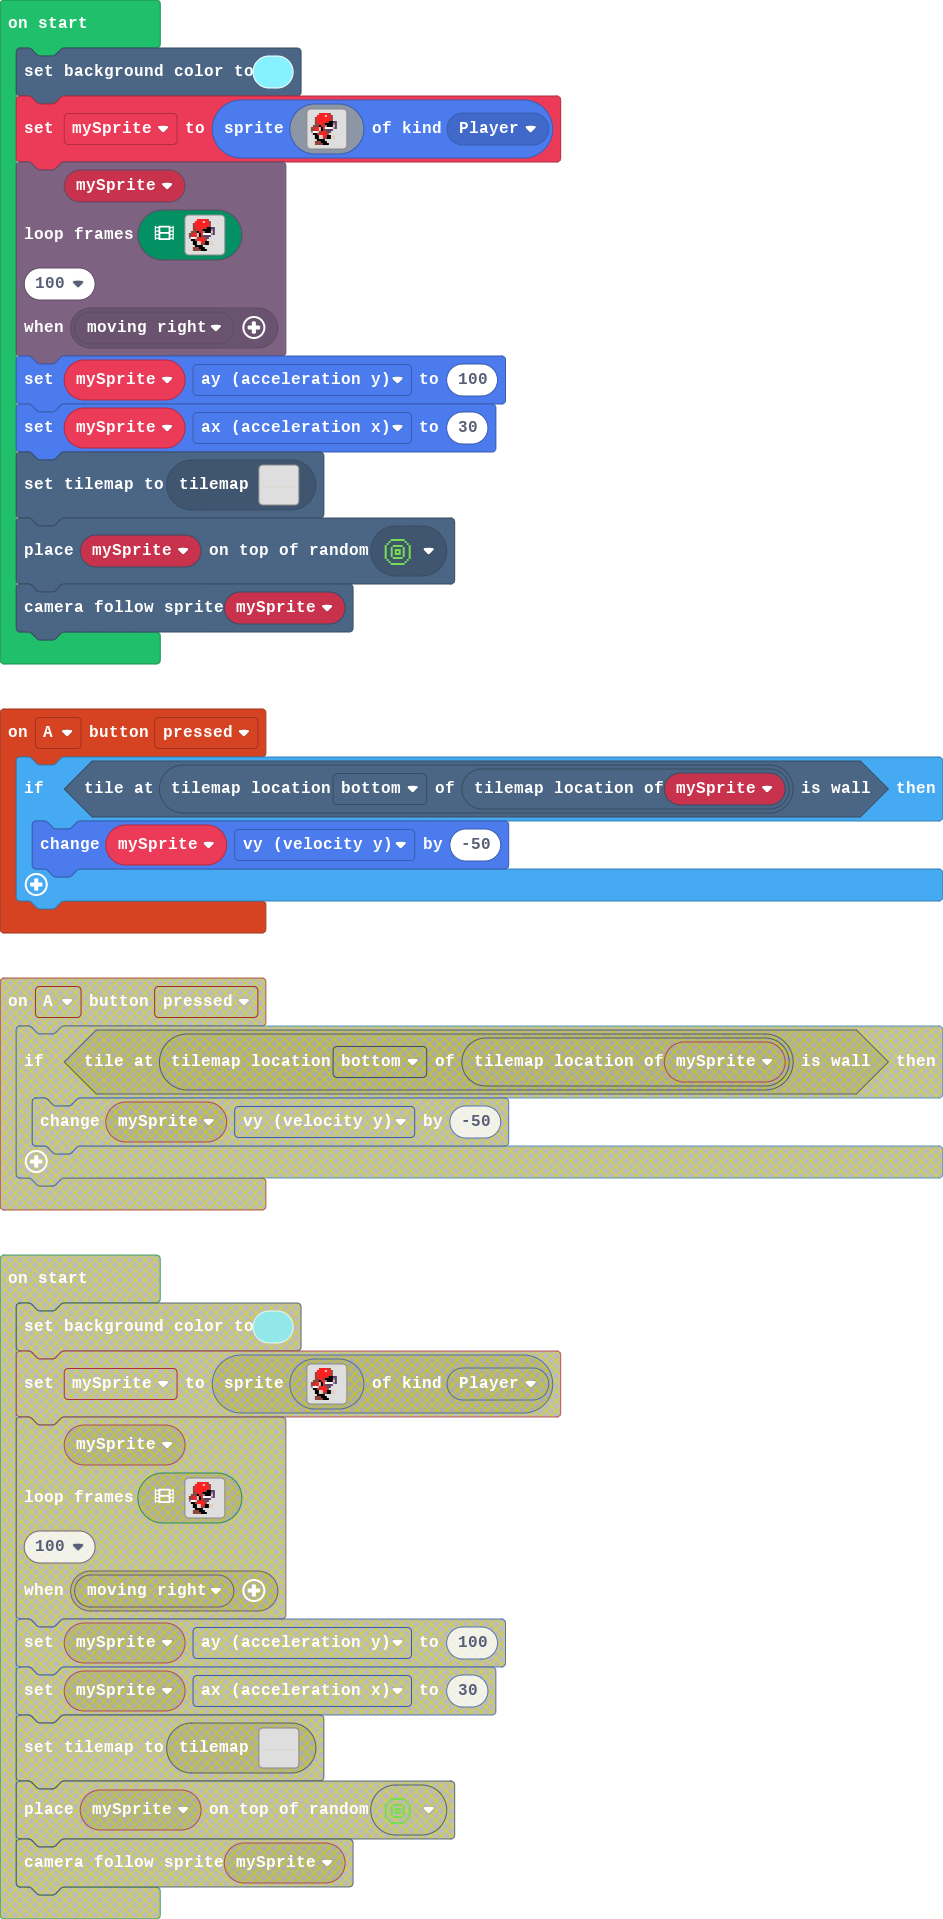 on start
set background color to
set mySprite to sprite of kind Player
mySprite
loop frames
100
when moving right
set mySprite ay (acceleration y) to 100
set mySprite ax (acceleration x) to 30
set tilemap to tilemap
place mySprite on top of random
camera follow sprite mySprite
on A button pressed
if tile at tilemap location bottom of tilemap location of mySprite is wall then
change mySprite vy (velocity y) by -50
on A button pressed
if tile at tilemap location bottom of tilemap location of mySprite is wall then
change mySprite vy (velocity y) by -50
on start
set background color to
set mySprite to sprite of kind Player
mySprite
loop frames
100
when moving right
set mySprite ay (acceleration y) to 100
set mySprite ax (acceleration x) to 30
set tilemap to tilemap
place mySprite on top of random
camera follow sprite mySprite